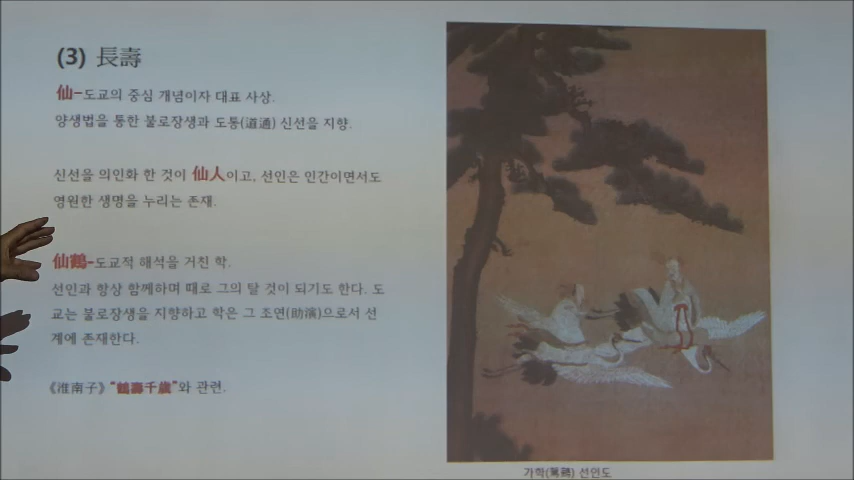 (3) 長壽
仙-도교의 중심 개념이자 대표 사상.
양생법을 통한 불로장생과 도통(道通) 신선을 지향.
신선을 의인화 한 것이 仙人이고, 선인은 인간이면서도
영원한 생명을 누리는 존재.
仙鶴-도교적 해석을 거친 학.
선인과 항상 함께하며 때로 그의 탈 것이 되기도 한다. 도
교는 불로장생을 지향하고 학은 그 조연(助演)으로서 선
계에 존재한다.
《淮南子》 "鶴壽千歲"와 관련.
가학(駕鶴) 선인도